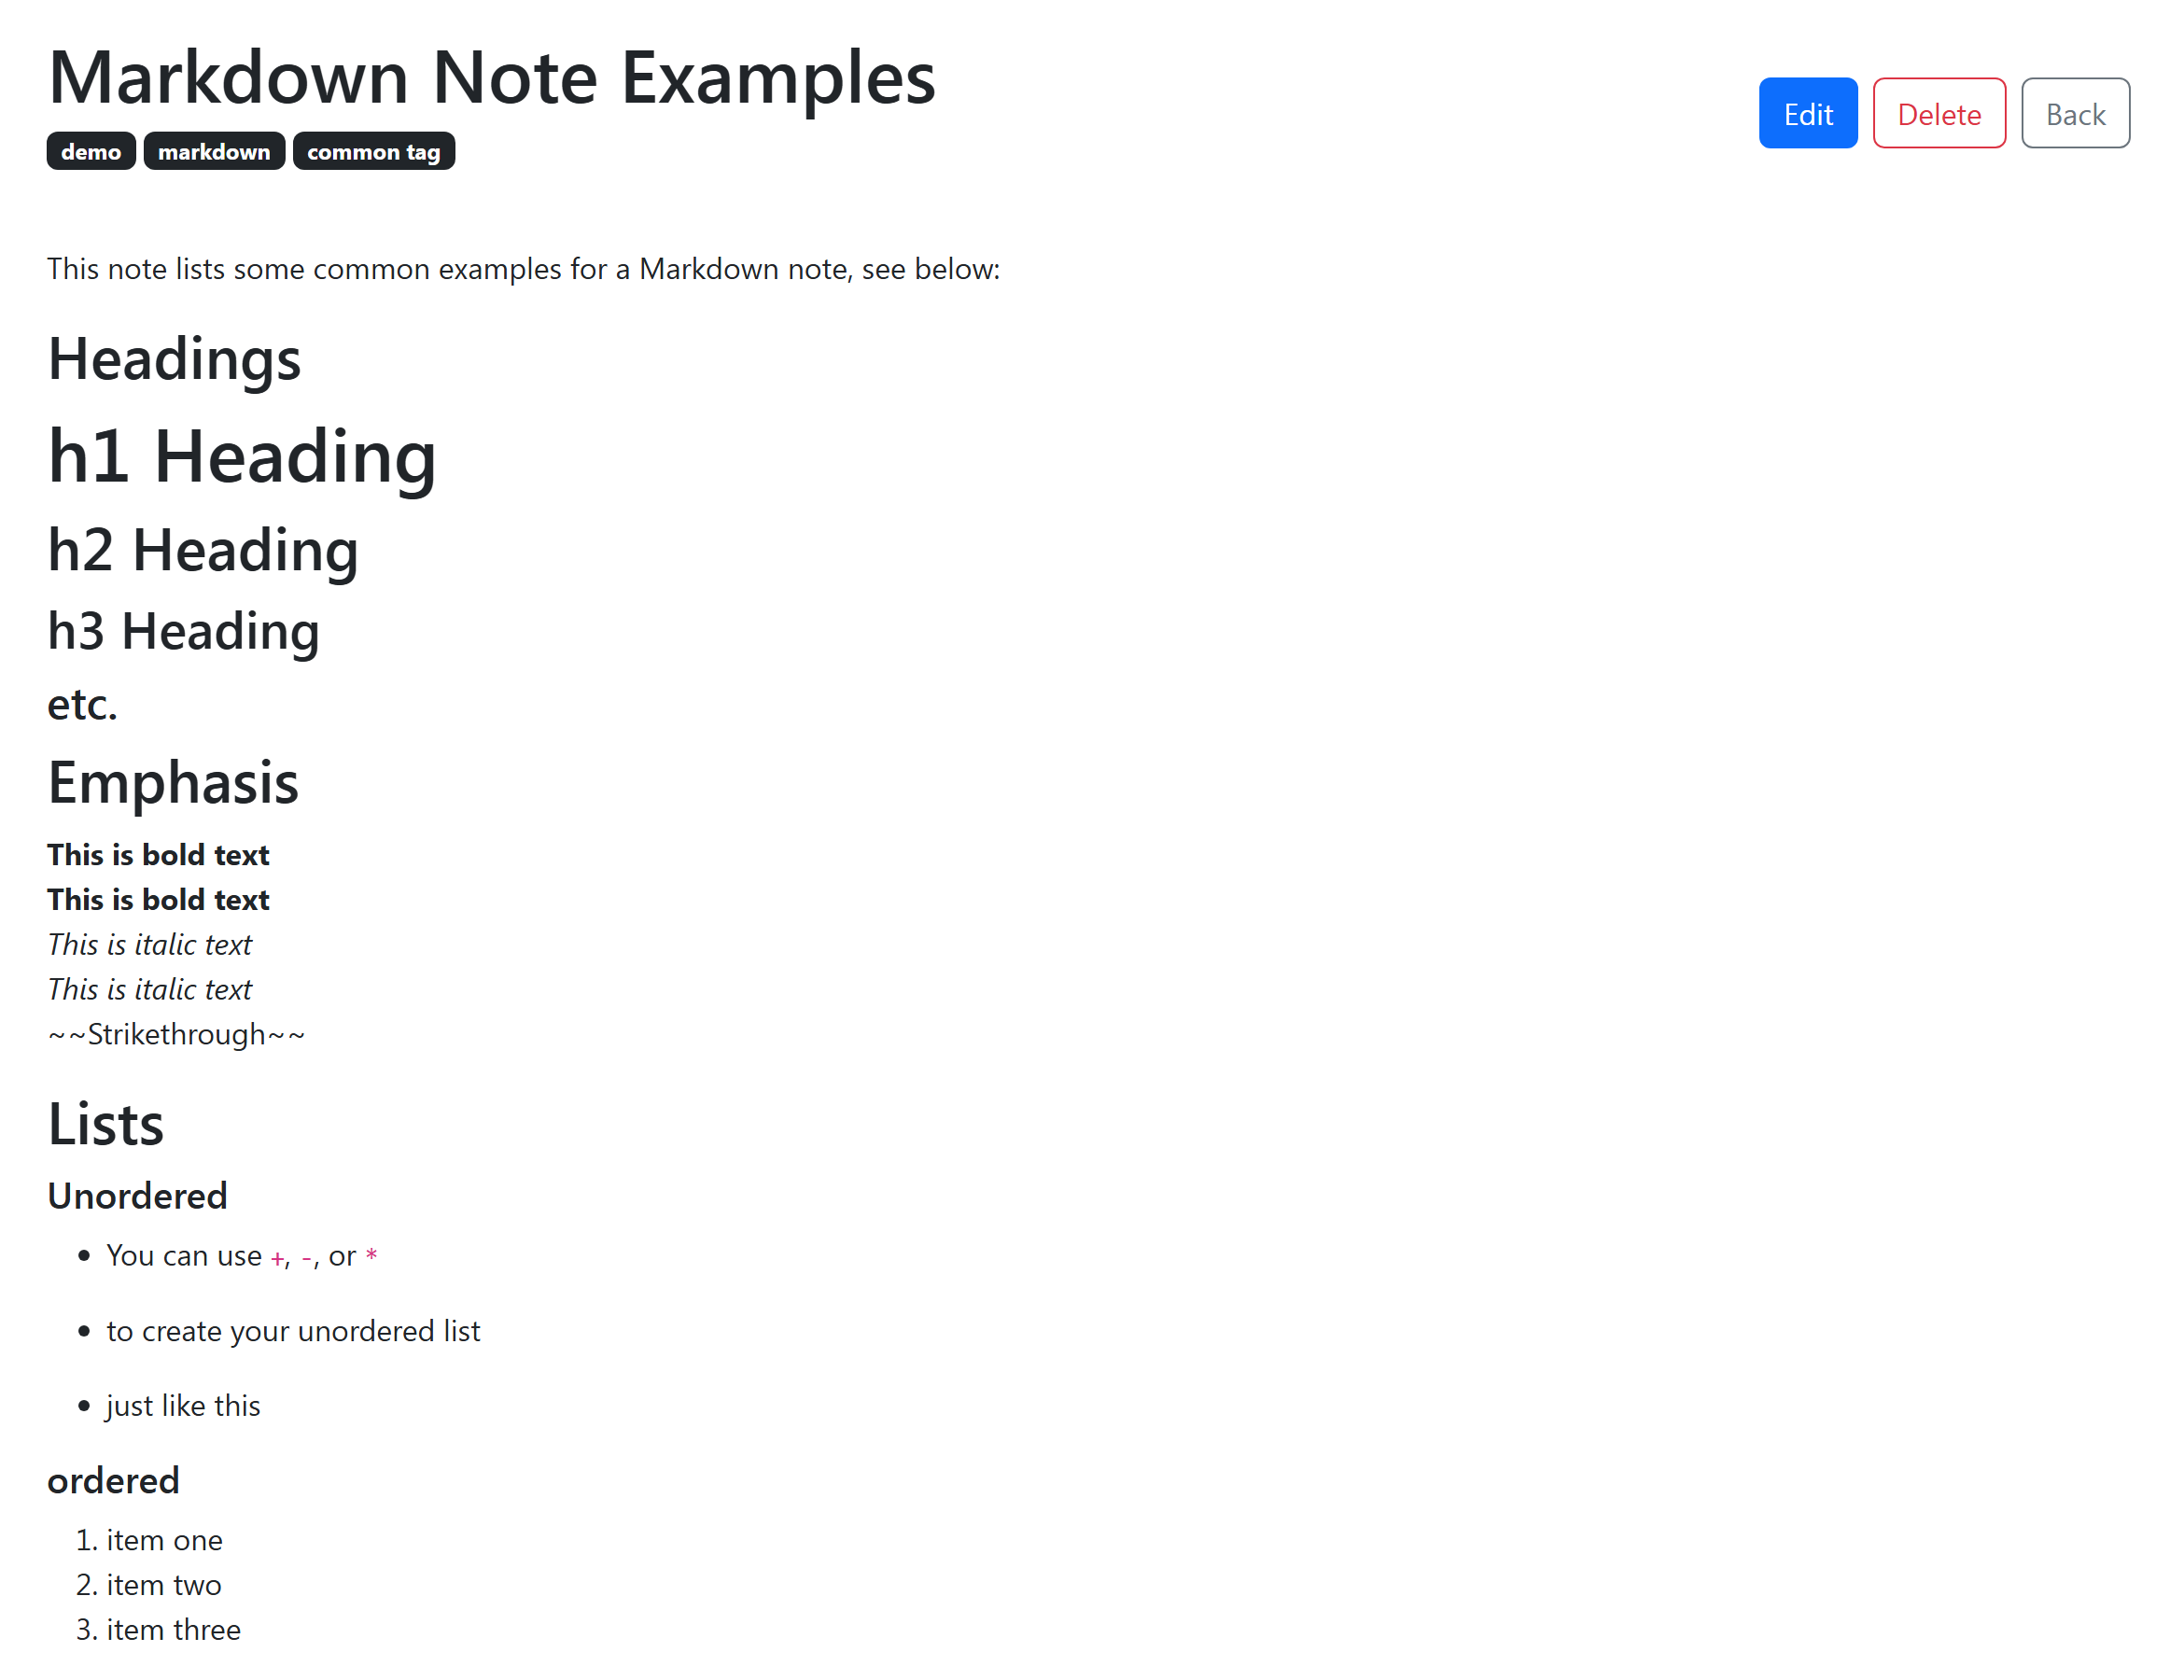 Markdown Note Examples
Edit Delete Back
demo markdown common tag
This note lists some common examples for a Markdown note, see below:
Headings
h1 Heading
h2 Heading
h3 Heading
etc.
Emphasis
This is bold text
This is bold text
This is italic text
This is italic text
~~Strikethrough~~
Lists
Unordered
• You can use +, -, or *
• to create your unordered list
• just like this
ordered
1. item one
2. item two
3. item three